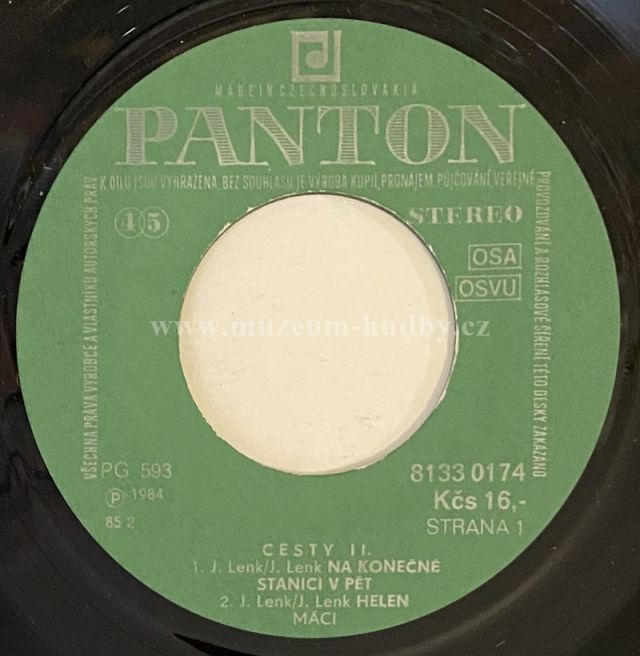 MADE IN CZECHOSLOVAKIA
PANTON
VŠECHNA PRÁVA VÝROBCE A VLASTNÍKU AUTORSKÝCH PRÁV
K DÍLU JSOU VYHRAZENA, BEZ SOUHLASU JE VÝROBA KOPIÍ, PRONÁJEM, PŮJČOVÁNÍ, VEŘEJNÉ
PROVOZOVÁNÍ A ROZHLASOVÉ ŠÍŘENÍ TÉTO DESKY ZAKÁZÁNO
45
STEREO
OSA
OSVU
www.muzeum-hudby.cz
PG 593
8133 0174
℗ 1984
Kčs 16,-
85 2
STRANA 1
CESTY II.
1. J. Lenk/J. Lenk NA KONEČNÉ
STANICI V PĚT
2. J. Lenk/J. Lenk HELEN
MÁCI